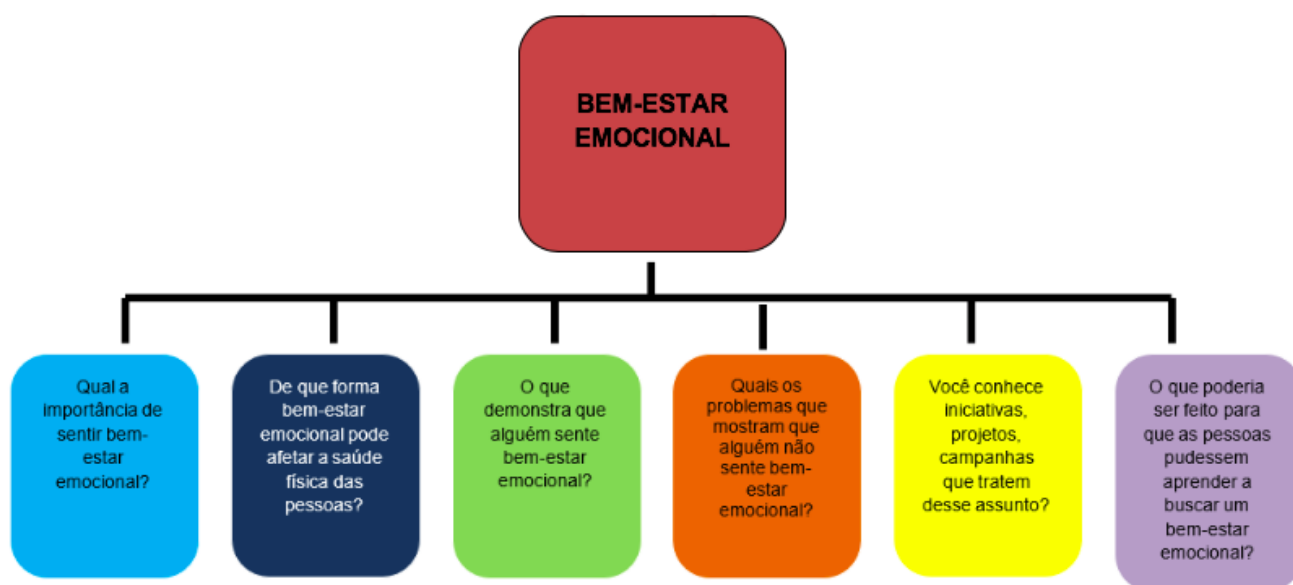 BEM-ESTAR
EMOCIONAL
Qual a
importância de
sentir bem-
estar
emocional?
De que forma
bem-estar
emocional pode
afetar a saúde
física das
pessoas?
O que
demonstra que
alguém sente
bem-estar
emocional?
Quais os
problemas que
mostram que
alguém não
sente bem-
estar
emocional?
Você conhece
iniciativas,
projetos,
campanhas
que tratem
desse assunto?
O que poderia
ser feito para
que as pessoas
pudessem
aprender a
buscar um
bem-estar
emocional?